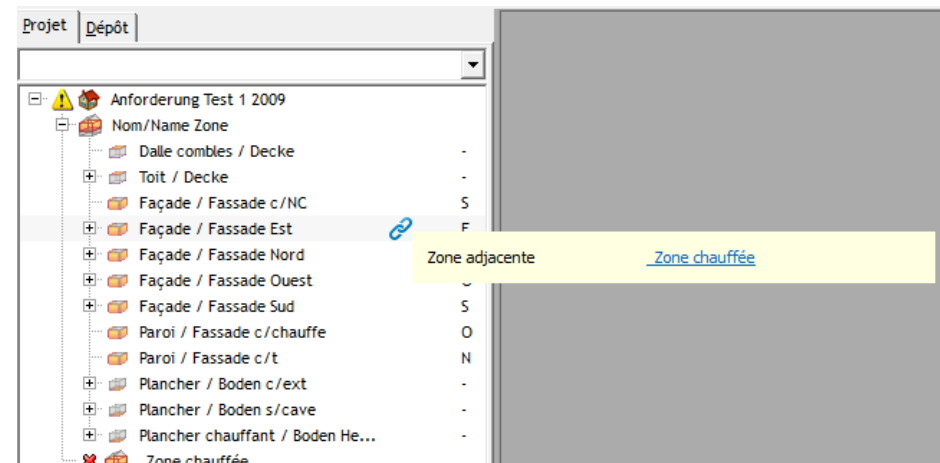 Projet Dépôt
Anforderung Test 1 2009
Nom/Name Zone
Dalle combles / Decke -
Toit / Decke -
Façade / Fassade c/NC S
Façade / Fassade Est E
Façade / Fassade Nord
Zone adjacente _Zone chauffée
Façade / Fassade Ouest
Façade / Fassade Sud S
Paroi / Fassade c/chauffe O
Paroi / Fassade c/t N
Plancher / Boden c/ext -
Plancher / Boden s/cave -
Plancher chauffant / Boden He... -
_Zone chauffée